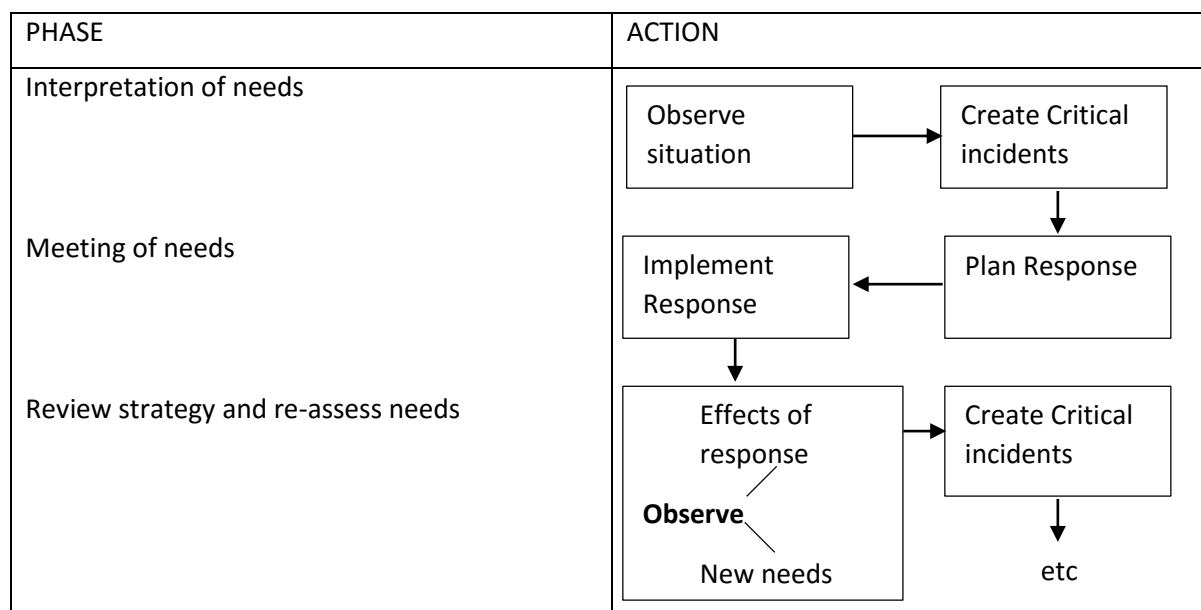 PHASE
ACTION
Interpretation of needs
Observe
situation
Create Critical
incidents
Meeting of needs
Implement
Response
Plan Response
Review strategy and re-assess needs
Effects of
response
Observe
New needs
Create Critical
incidents
etc